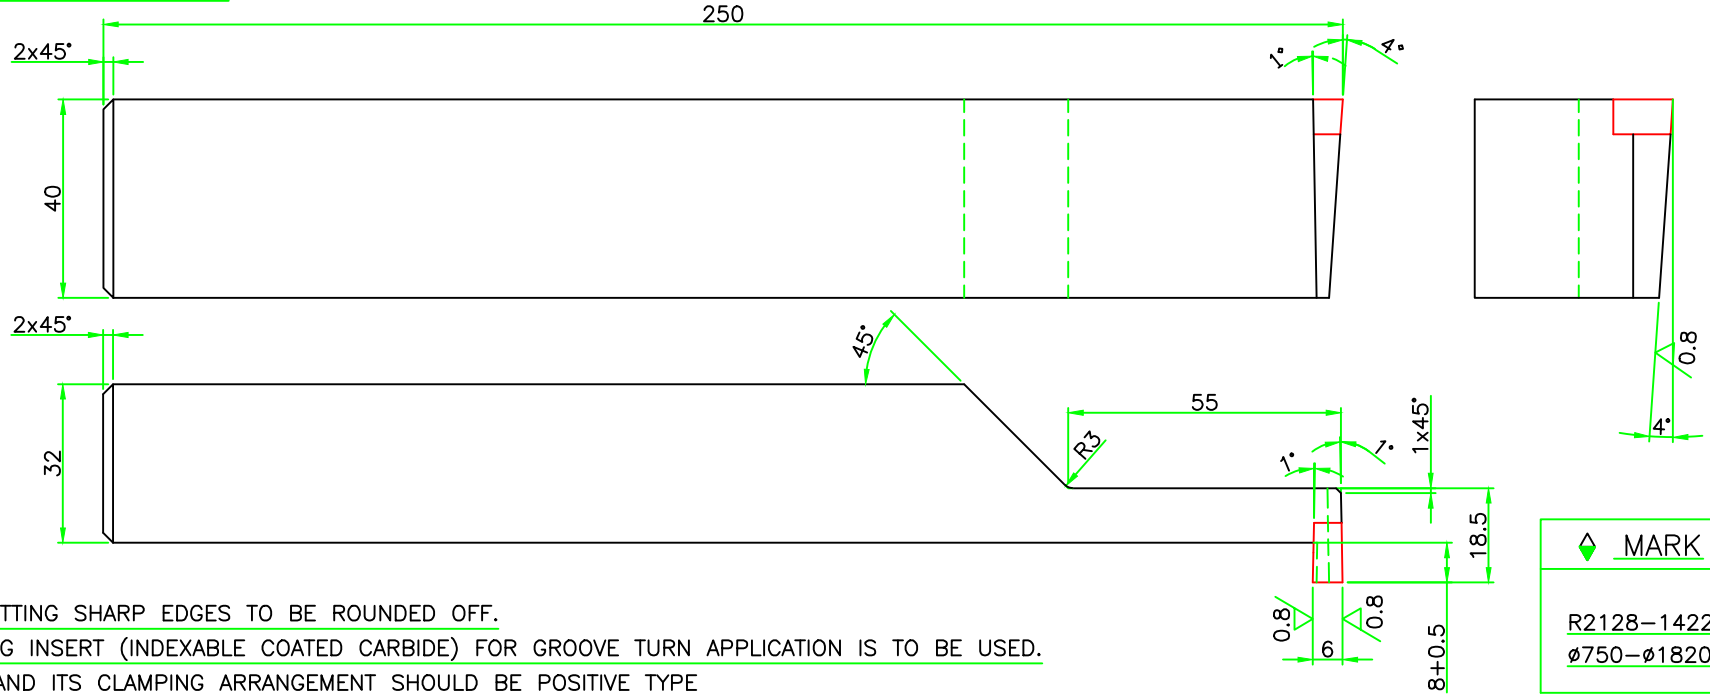 250
2x45°
1°
4°
40
2x45°
45°
0.8
55
4°
32
R3
1°
1°
1x45°
18.5
MARK
TTING SHARP EDGES TO BE ROUNDED OFF.
0.8
0.8
R2128-1422
G INSERT (INDEXABLE COATED CARBIDE) FOR GROOVE TURN APPLICATION IS TO BE USED.
6
8+0.5
ø750-ø1820
AND ITS CLAMPING ARRANGEMENT SHOULD BE POSITIVE TYPE